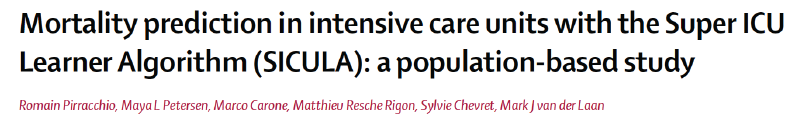 Mortality prediction in intensive care units with the Super ICU
Learner Algorithm (SICULA): a population-based study
Romain Pirracchio, Maya L Petersen, Marco Carone, Matthieu Resche Rigon, Sylvie Chevret, Mark J van der Laan